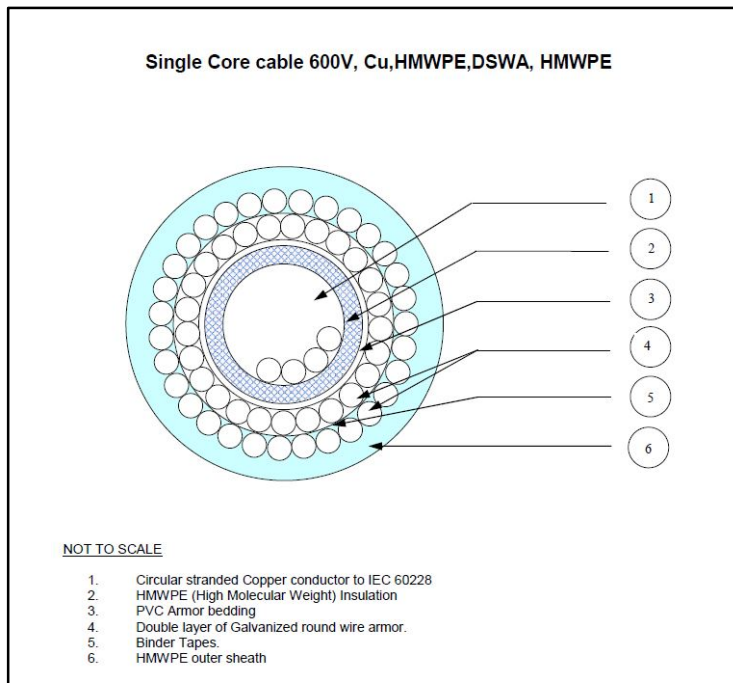 Single Core cable 600V, Cu,HMWPE,DSWA, HMWPE
1
2
3
4
5
6
NOT TO SCALE
1. Circular stranded Copper conductor to IEC 60228
2. HMWPE (High Molecular Weight) Insulation
3. PVC Armor bedding
4. Double layer of Galvanized round wire armor.
5. Binder Tapes.
6. HMWPE outer sheath